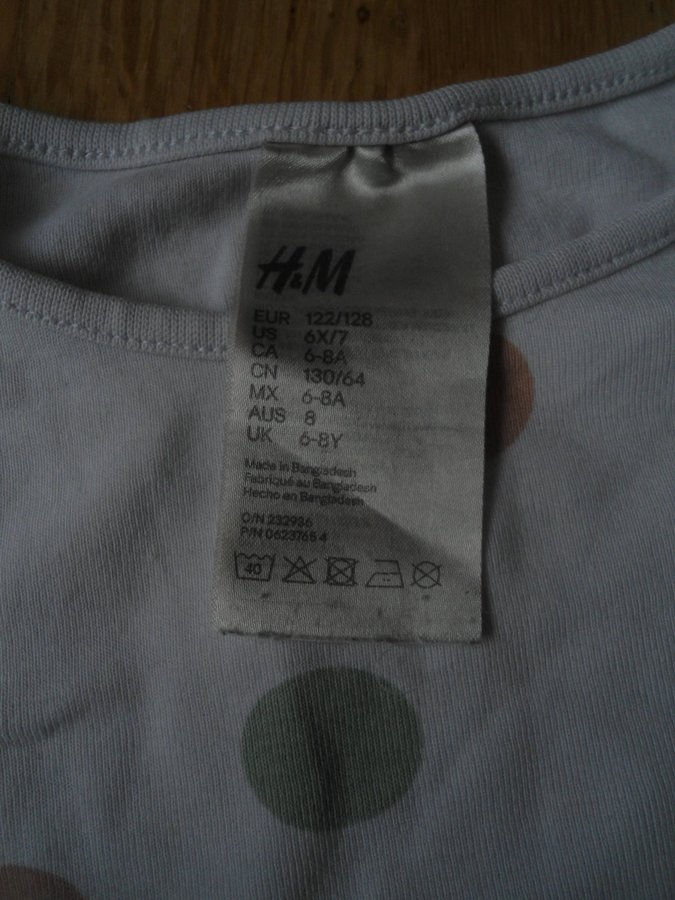 H&M
EUR 122/128
US 6X/7
CA 6-8A
CN 130/64
MX 6-8A
AUS 8
UK 6-8Y
Made in Bangladesh
Fabriqué au Bangladesh
Hecho en Bangladesh
O/N 232936
P/N 0623765 4
40